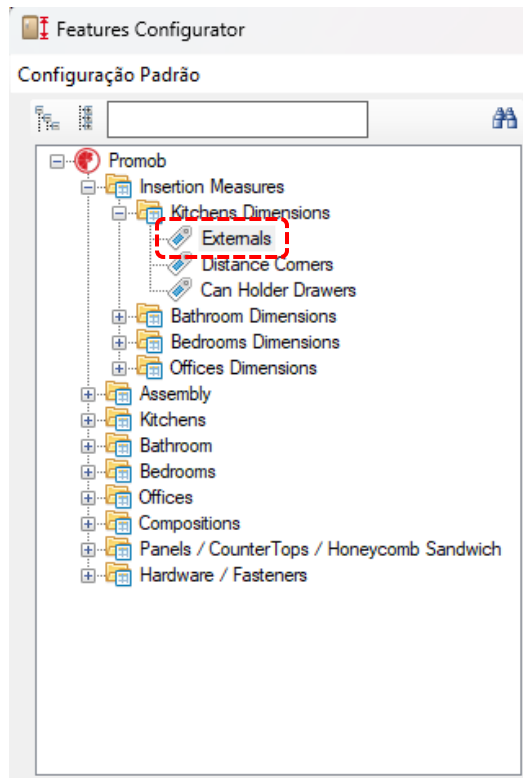 Features Configurator
Configuração Padrão
Promob
Insertion Measures
Kitchens Dimensions
Externals
Distance Corners
Can Holder Drawers
Bathroom Dimensions
Bedrooms Dimensions
Offices Dimensions
Assembly
Kitchens
Bathroom
Bedrooms
Offices
Compositions
Panels / CounterTops / Honeycomb Sandwich
Hardware / Fasteners